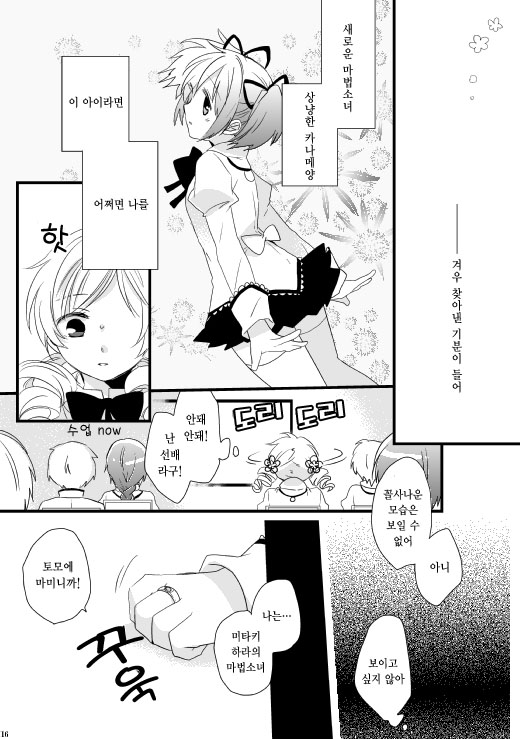 ─── 겨우 찾아낸 기분이 들어
새로운 마법소녀
상냥한 카나메양
이 아이라면
어쩌면 나를
핫
수업 now
도리 도리
안돼
안돼!
난
선배
라구!
꼴사나운
모습은
보일 수
없어
아니
보이고
싶지 않아
나는…
미타키
하라의
마법소녀
토모에
마미니까!
꾸욱
16